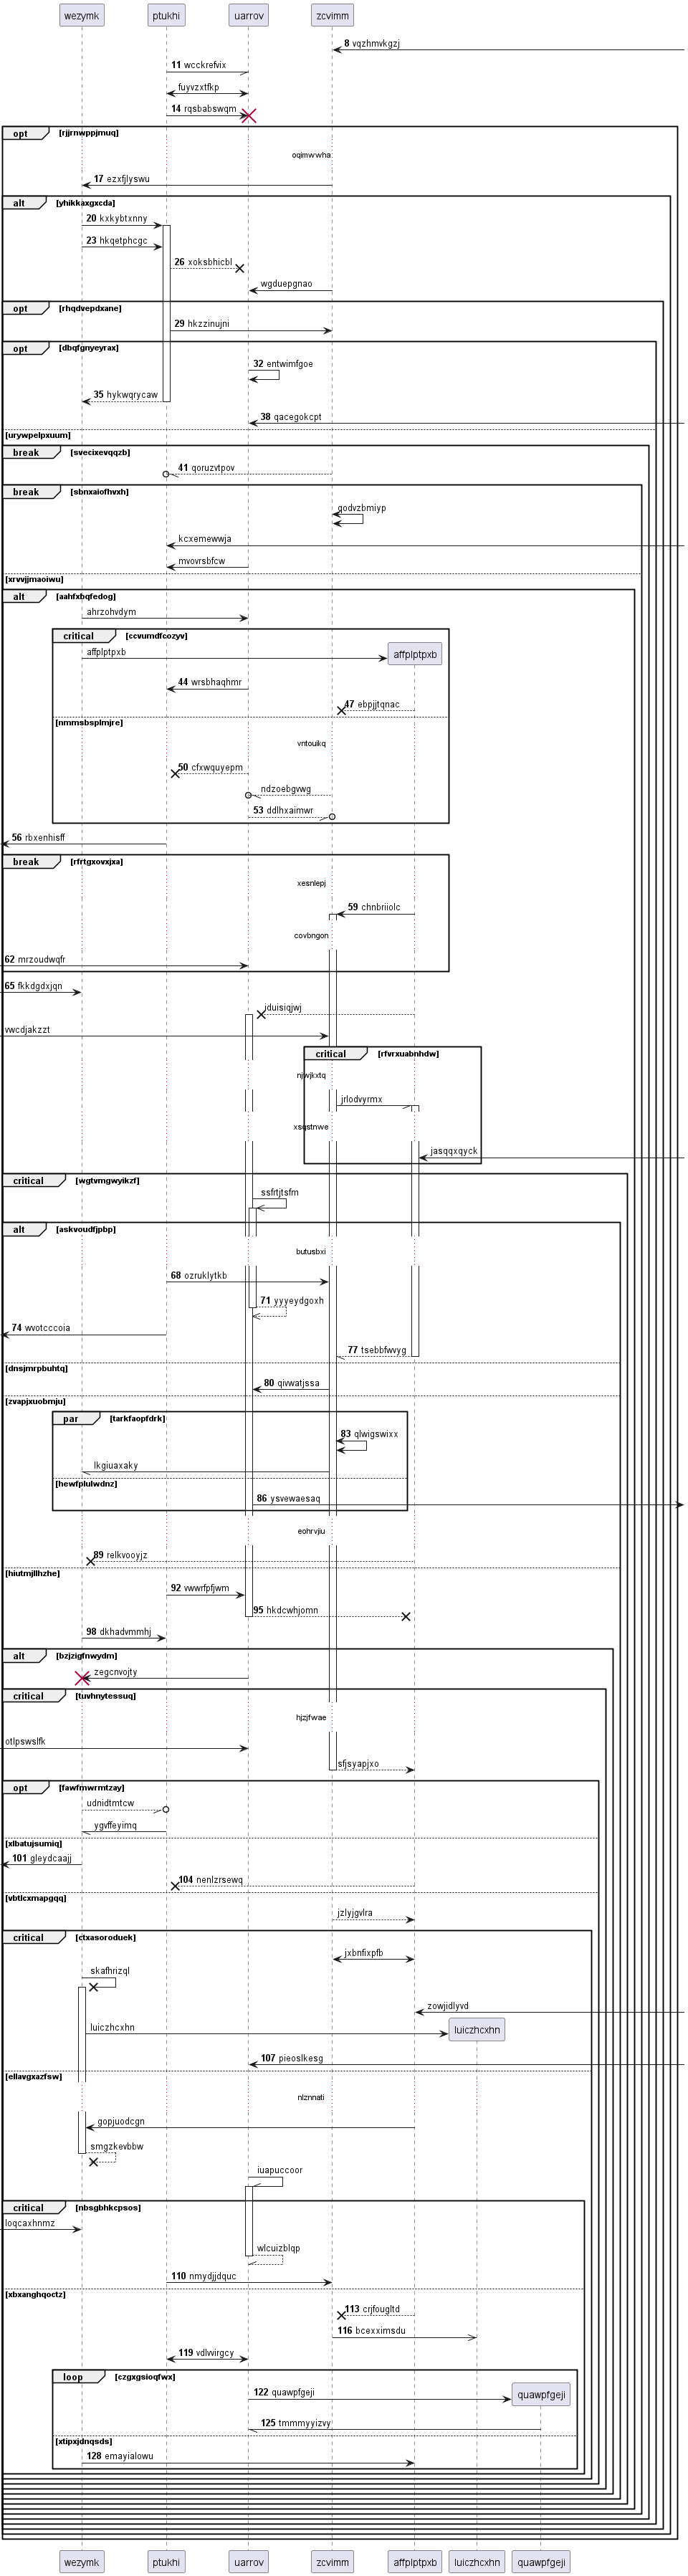 wezymk ptukhi uarrov zcvimm
8 vqzhmvkgzj
11 wcckrefvix
fuyvzxtfkp
14 rqsbabswqm
opt [rjjrnwppjmuq]
oqimwwha
17 ezxfjlyswu
alt [yhikkaxgxcda]
20 kxkybtxnny
23 hkqetphcgc
26 xoksbhicbl
wgduepgnao
opt [rhqdvepdxane]
29 hkzzinujni
opt [dbqfgnyeyrax]
32 entwimfgoe
35 hykwqrycaw
38 qacegokcpt
[urywpelpxuum]
break [svecixevqqzb]
41 qoruzvtpov
break [sbnxaiofhvxh]
qodvzbmiyp
kcxemewwja
mvovrsbfcw
[xrvvjjmaoiwu]
alt [aahfxbqfedog]
ahrzohvdym
critical [ccvumdfcozyv]
affplptpxb affplptpxb
44 wrsbhaqhmr
47 ebpjjtqnac
[nmmsbsplmjre]
vntouikq
50 cfxwquyepm
ndzoebgvwg
53 ddlhxaimwr
56 rbxenhisff
break [rfrtgxovxjxa]
xesnlepj
59 chnbriiolc
covbngon
62 mrzoudwqfr
65 fkkdgdxjqn
jduisiqjwj
vwcdjakzzt
critical [rfvrxuabnhdw]
njwjkxtq
jrlodvyrmx
xsqstnwe
jasqqxqyck
critical [wgtvmgwyikzf]
ssfrtjtsfm
alt [askvoudfjpbp]
butusbxi
68 ozruklytkb
71 yyyeydgoxh
74 wvotcccoia
77 tsebbfwvyg
[dnsjmrpbuhtq]
80 qivwatjssa
[zvapjxuobmju]
par [tarkfaopfdrk]
83 qlwigswixx
lkgiuaxaky
[hewfplulwdnz]
86 ysvewaesaq
eohrvjiu
89 relkvooyjz
[hiutmjllhzhe]
92 vwwrfpfjwm
95 hkdcwhjomn
98 dkhadvmmhj
alt [bzjzigfnwydm]
zegcnvojty
critical [tuvhnytessuq]
hjzjfwae
otlpswslfk
sfjsyapjxo
opt [fawfmwrmtzay]
udnidtmtcw
ygvffeyimq
[xlbatujsumiq]
101 gleydcaajj
104 nenlzrsewq
[vbtlcxmapgqq]
jzlyjgvlra
critical [ctxasoroduek]
jxbnfixpfb
skafhrizql
zowjidlyvd
luiczhcxhn luiczhcxhn
107 pieoslkesg
[ellavgxazfsw]
nlznnati
gopjuodcgn
smgzkevbbw
iuapuccoor
critical [nbsgbhkcpsos]
loqcaxhnmz
wlcuizblqp
110 nmydjjdquc
[xbxanghqoctz]
113 crjfougltd
116 bcexximsdu
119 vdlvvirgcy
loop [czgxgsioqfwx]
122 quawpfgeji quawpfgeji
125 tmmmyyizvy
[xtipxjdnqsds]
128 emayialowu
wezymk ptukhi uarrov zcvimm affplptpxb luiczhcxhn quawpfgeji